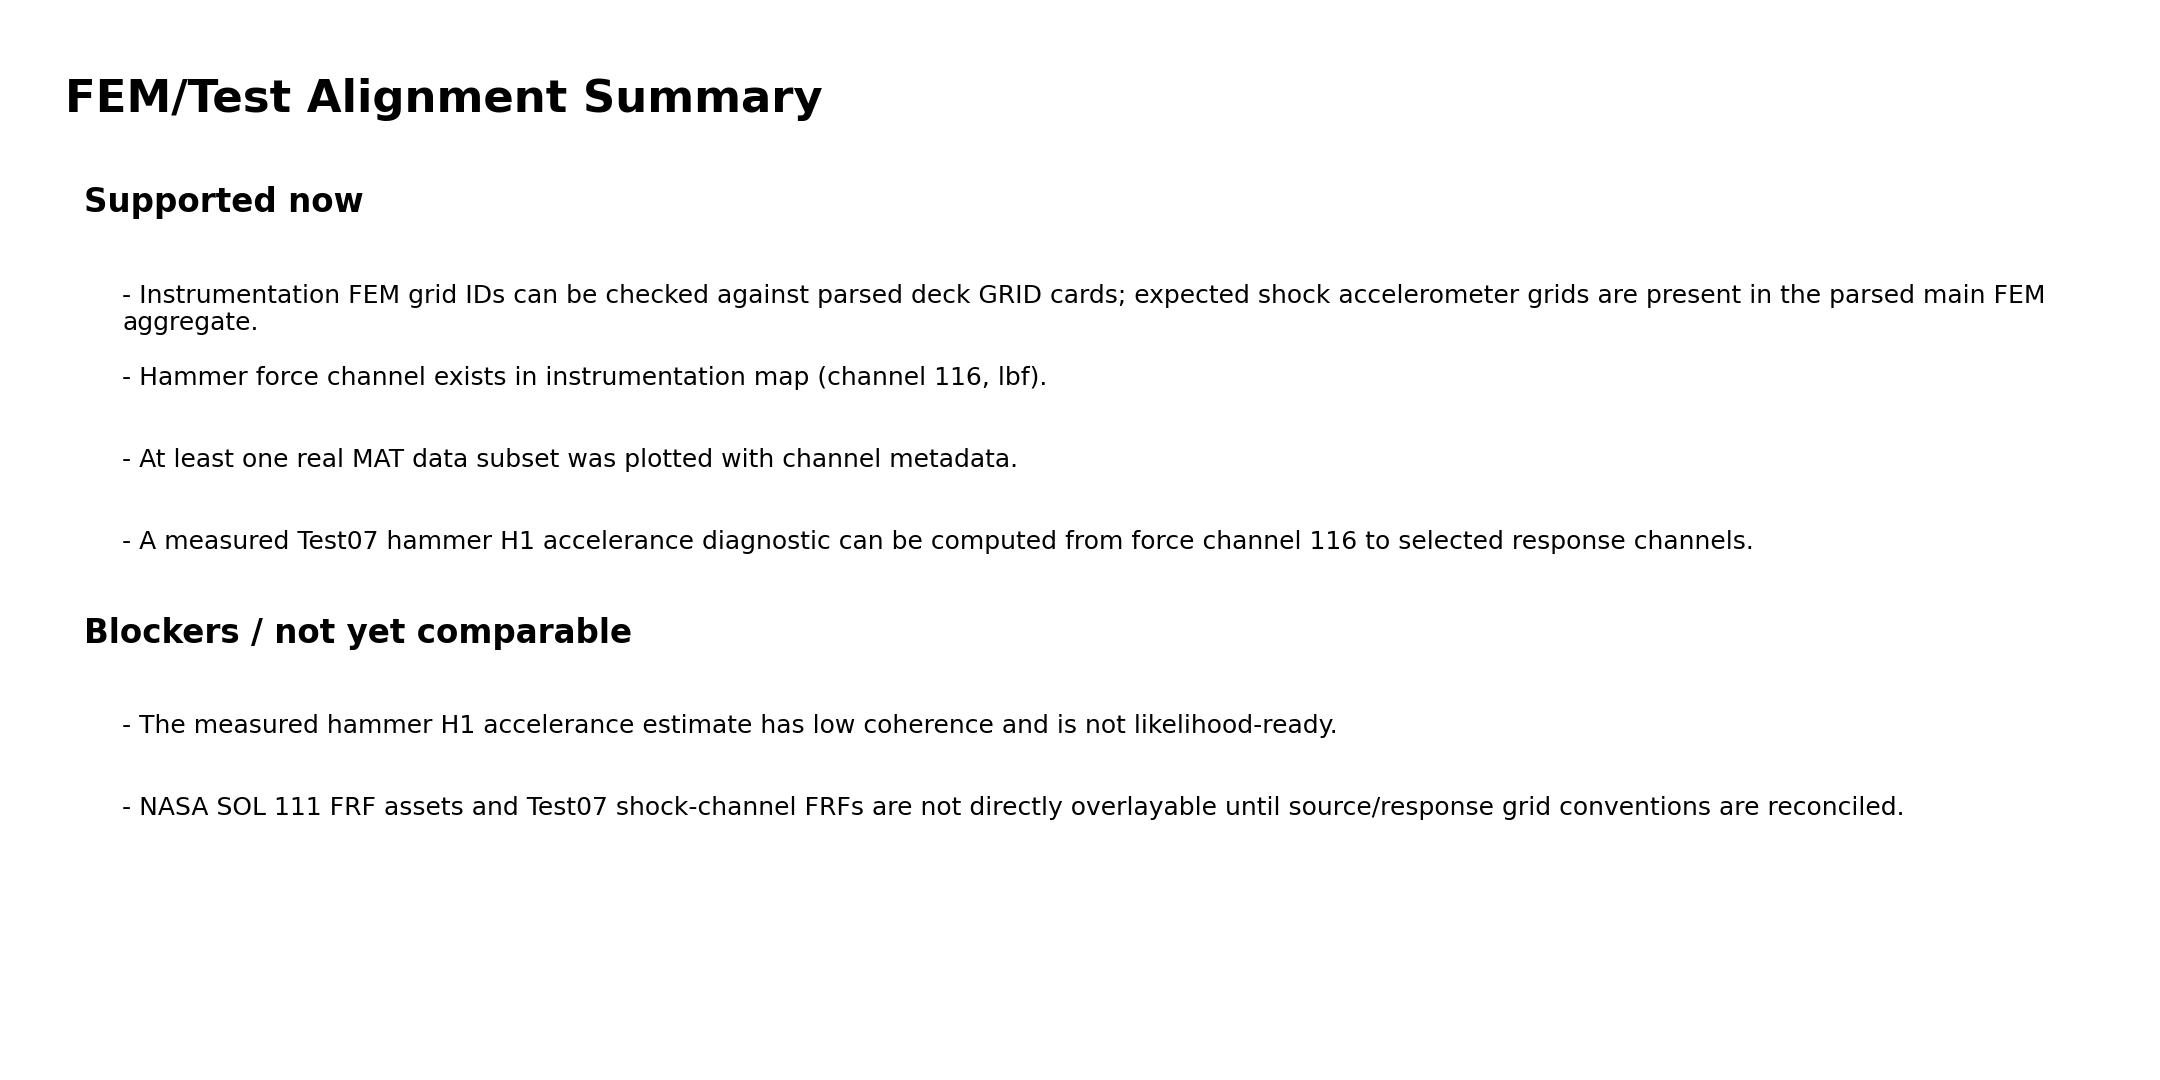 FEM/Test Alignment Summary
Supported now
- Instrumentation FEM grid IDs can be checked against parsed deck GRID cards; expected shock accelerometer grids are present in the parsed main FEM
aggregate.
- Hammer force channel exists in instrumentation map (channel 116, lbf).
- At least one real MAT data subset was plotted with channel metadata.
- A measured Test07 hammer H1 accelerance diagnostic can be computed from force channel 116 to selected response channels.
Blockers / not yet comparable
- The measured hammer H1 accelerance estimate has low coherence and is not likelihood-ready.
- NASA SOL 111 FRF assets and Test07 shock-channel FRFs are not directly overlayable until source/response grid conventions are reconciled.